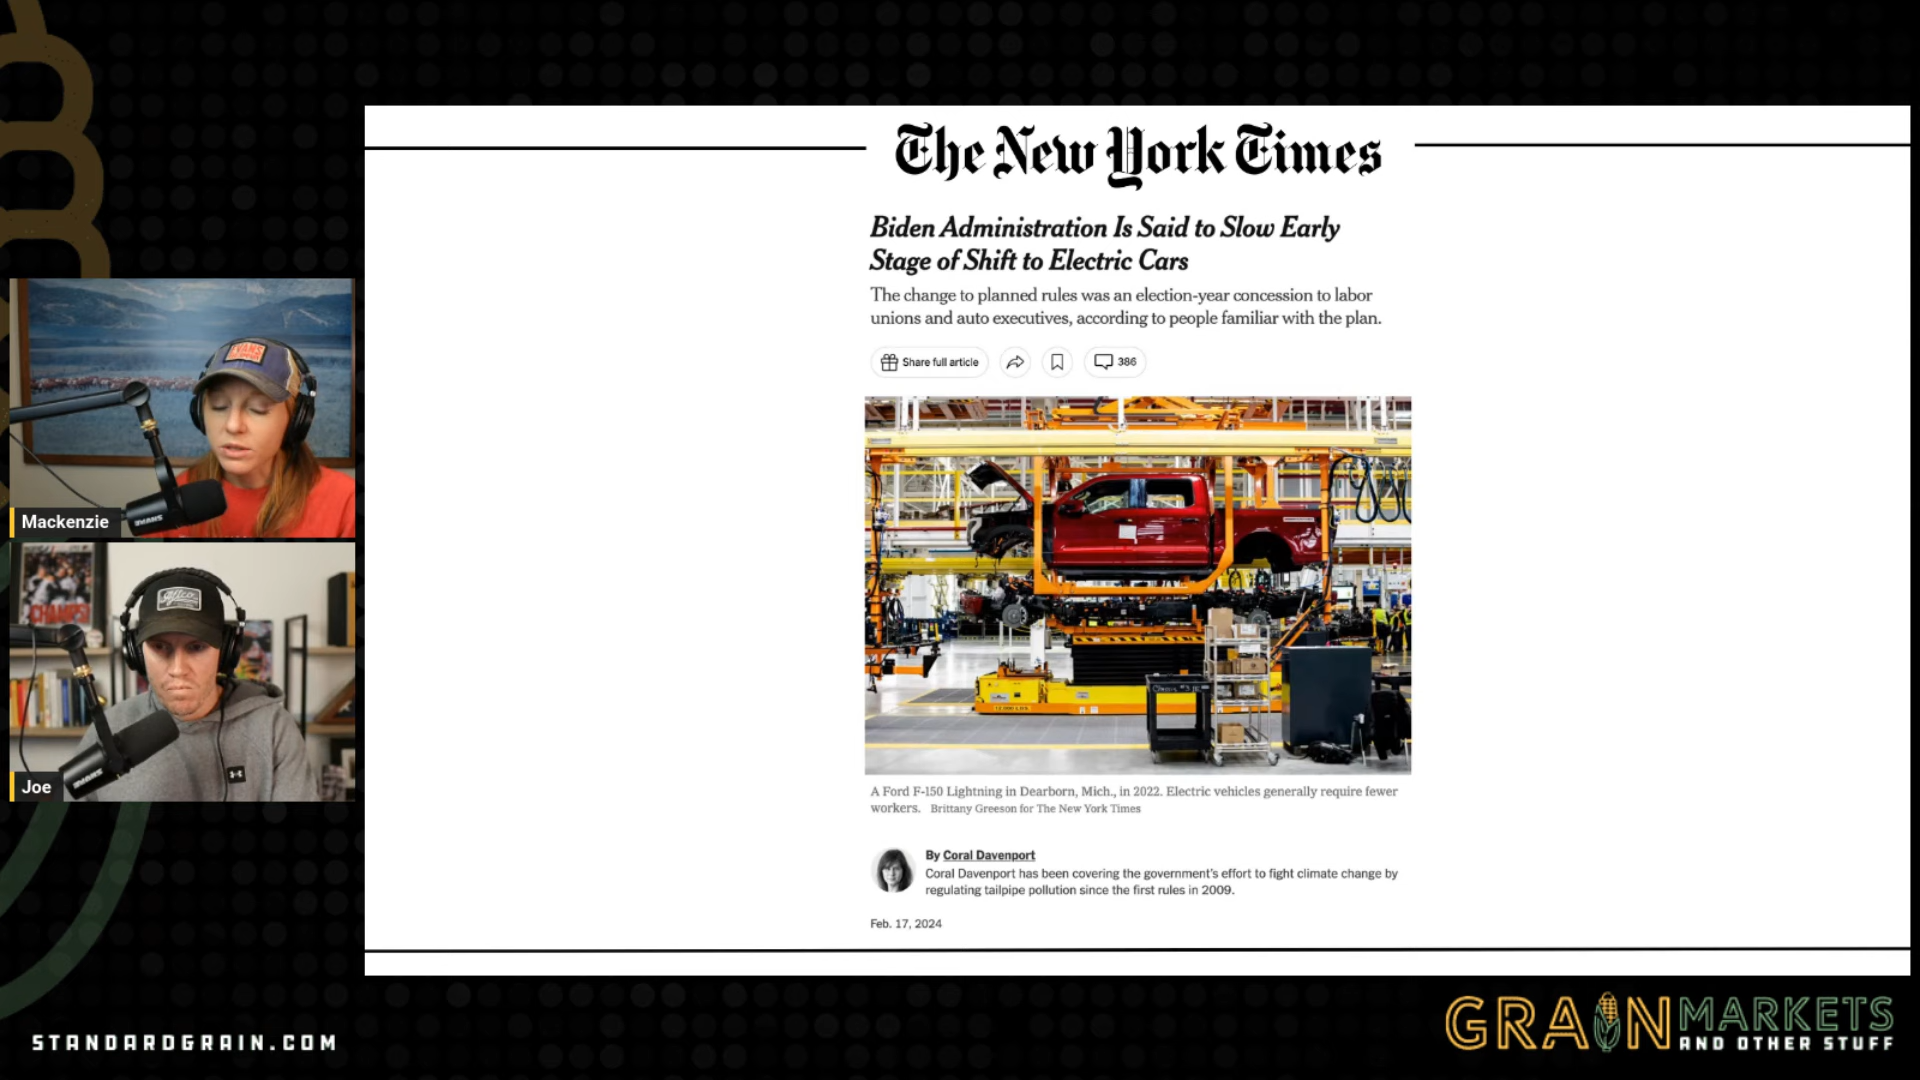 The New York Times
Biden Administration Is Said to Slow Early
Stage of Shift to Electric Cars
The change to planned rules was an election-year concession to labor
unions and auto executives, according to people familiar with the plan.
Share full article
386
A Ford F-150 Lightning in Dearborn, Mich., in 2022. Electric vehicles generally require fewer
workers. Brittany Greeson for The New York Times
By Coral Davenport
Coral Davenport has been covering the government's effort to fight climate change by
regulating tailpipe pollution since the first rules in 2009.
Feb. 17, 2024
Mackenzie
CHAMPS!
Joe
STANDARDGRAIN.COM
GRAIN MARKETS
AND OTHER STUFF